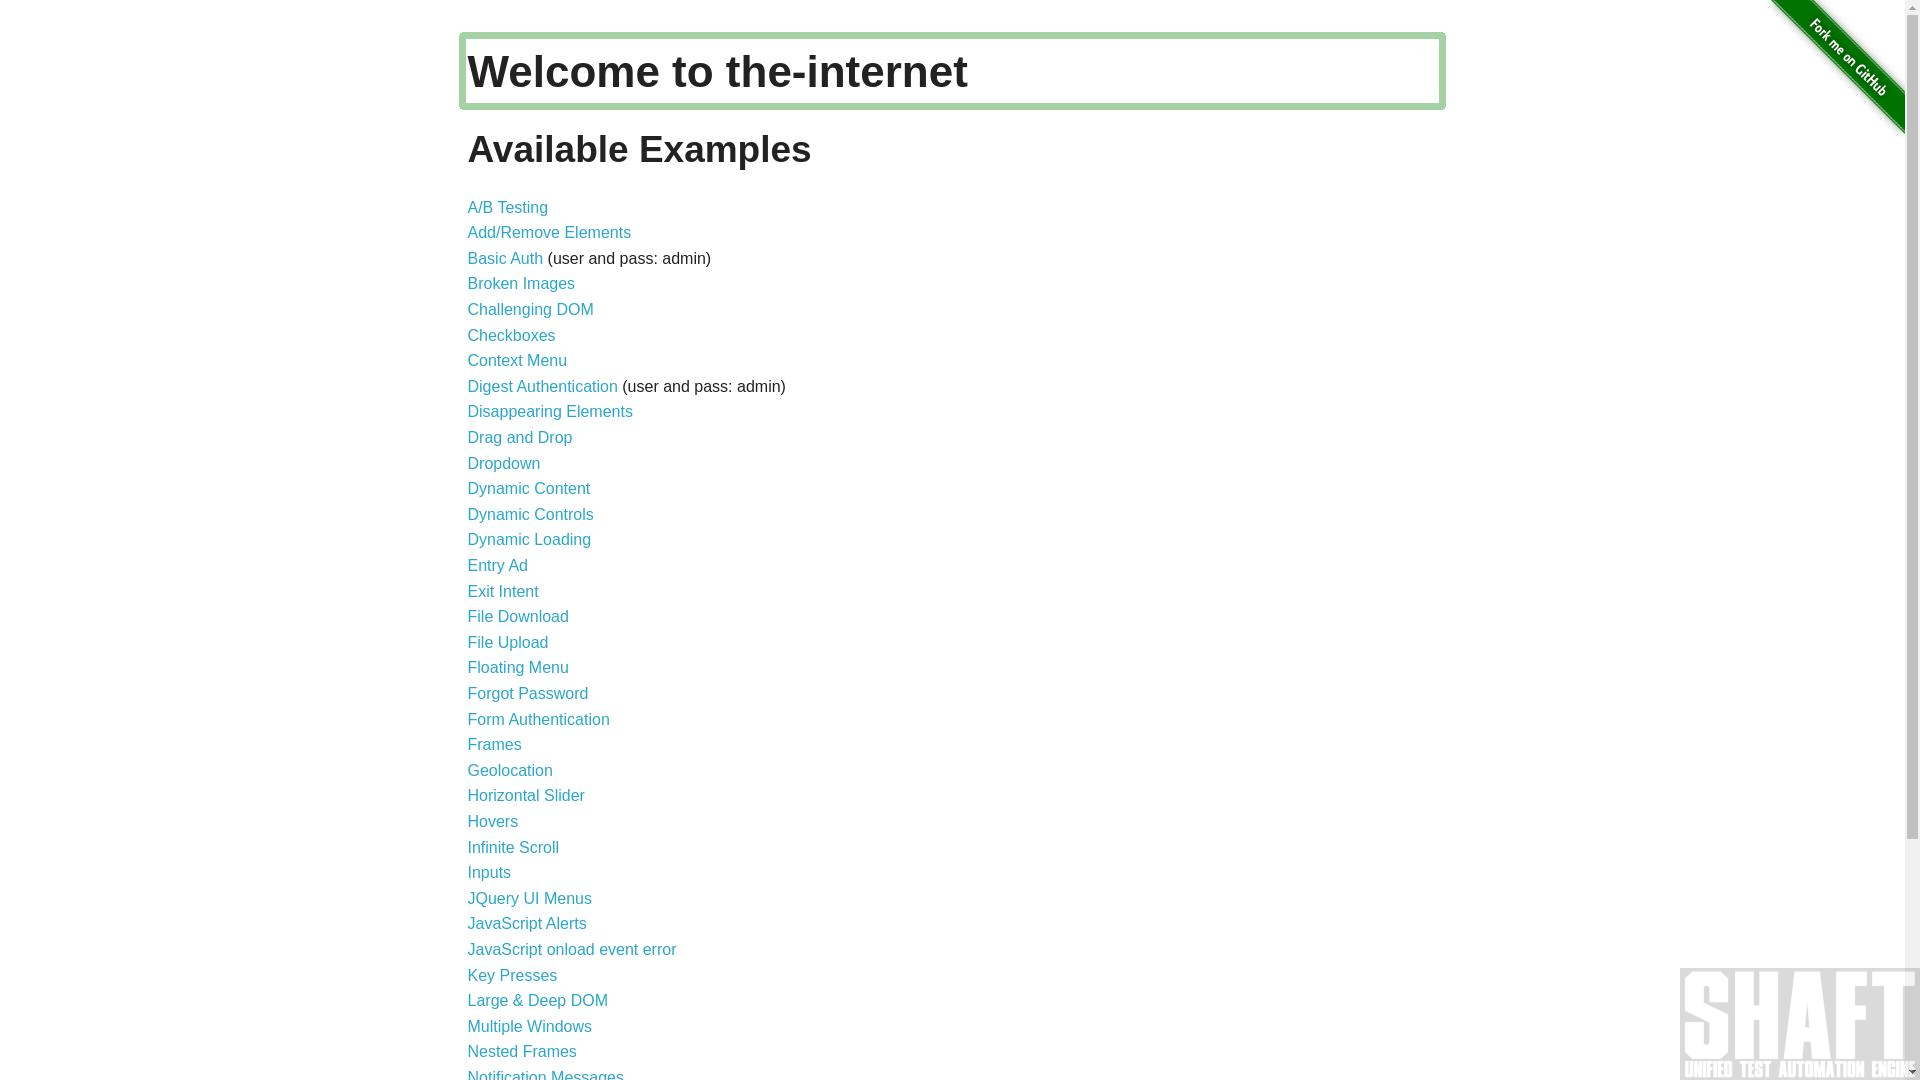 Fork me on GitHub
Welcome to the-internet
Available Examples
A/B Testing
Add/Remove Elements
Basic Auth (user and pass: admin)
Broken Images
Challenging DOM
Checkboxes
Context Menu
Digest Authentication (user and pass: admin)
Disappearing Elements
Drag and Drop
Dropdown
Dynamic Content
Dynamic Controls
Dynamic Loading
Entry Ad
Exit Intent
File Download
File Upload
Floating Menu
Forgot Password
Form Authentication
Frames
Geolocation
Horizontal Slider
Hovers
Infinite Scroll
Inputs
JQuery UI Menus
JavaScript Alerts
JavaScript onload event error
Key Presses
Large & Deep DOM
Multiple Windows
Nested Frames
Notification Messages
SHAFT
UNIFIED TEST AUTOMATION ENGINE